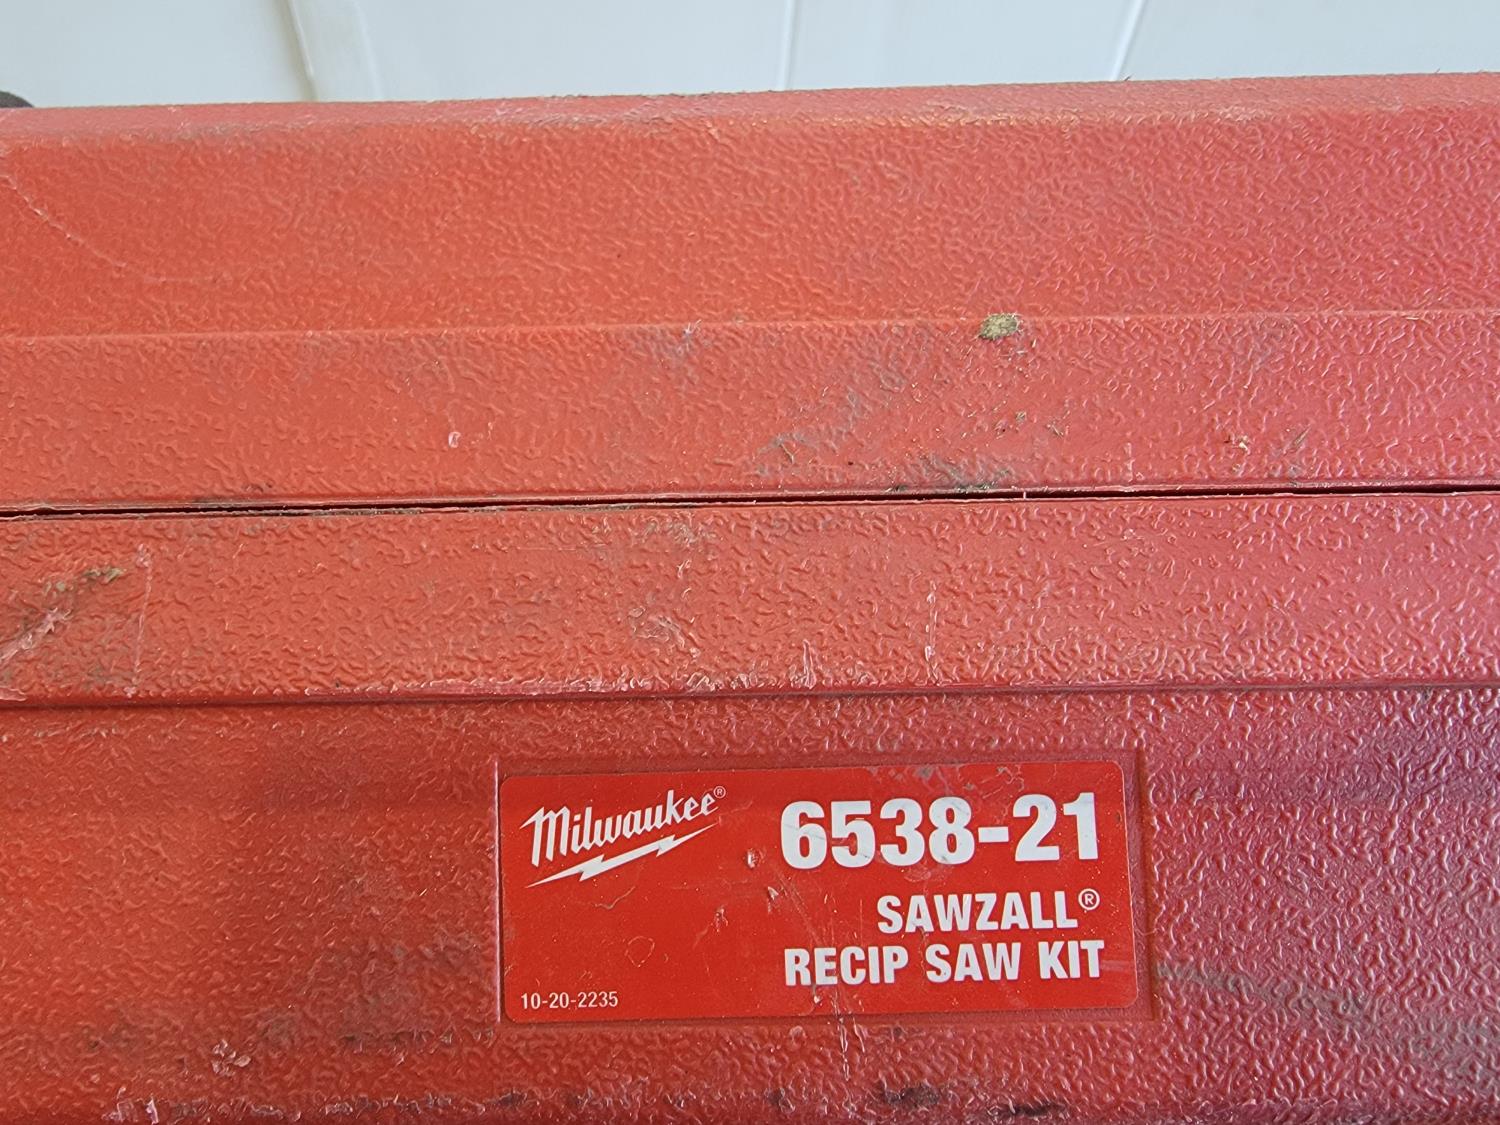 Milwaukee®
6538-21
SAWZALL®
RECIP SAW KIT
10-20-2235